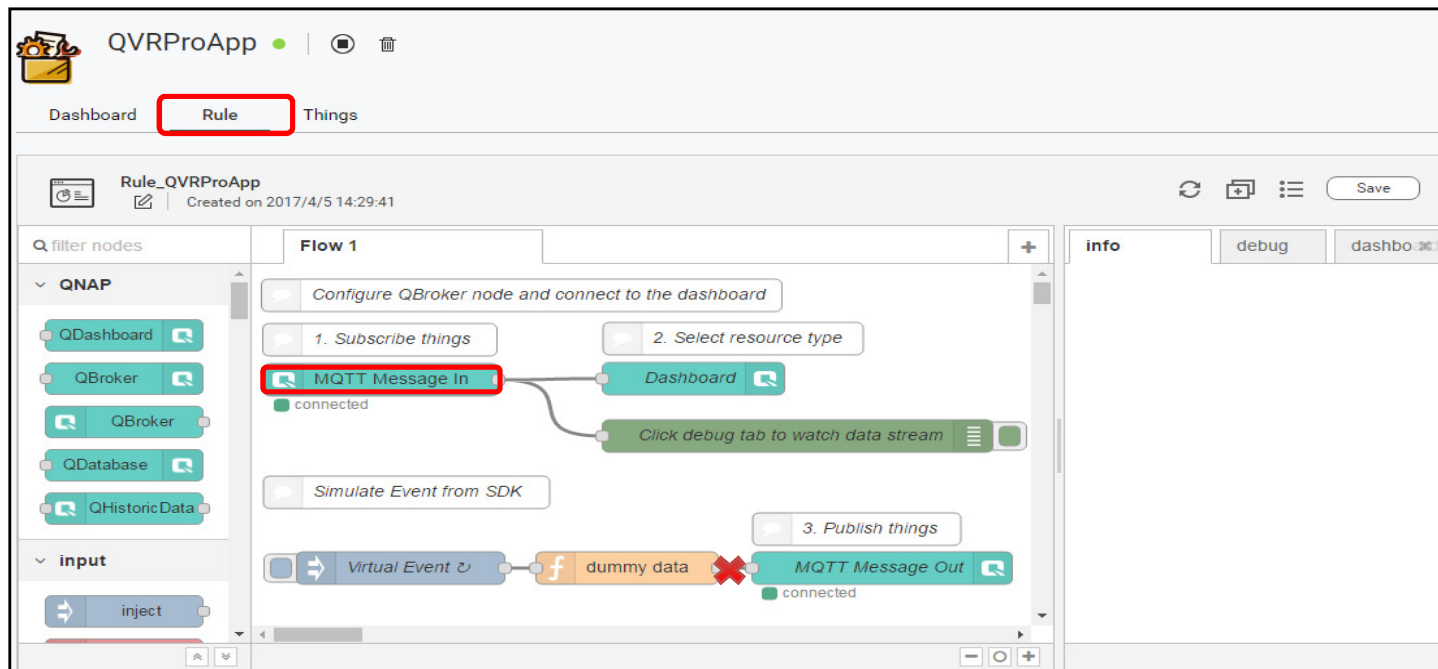 QVRProApp
Dashboard Rule Things
Rule_QVRProApp
Created on 2017/4/5 14:29:41
Save
filter nodes
Flow 1
info debug dashbo
QNAP
QDashboard
QBroker
QBroker
QDatabase
QHistoricData
input
inject
Configure QBroker node and connect to the dashboard
1. Subscribe things
2. Select resource type
MQTT Message In
Dashboard
connected
Click debug tab to watch data stream
Simulate Event from SDK
3. Publish things
Virtual Event ↻
dummy data
MQTT Message Out
connected